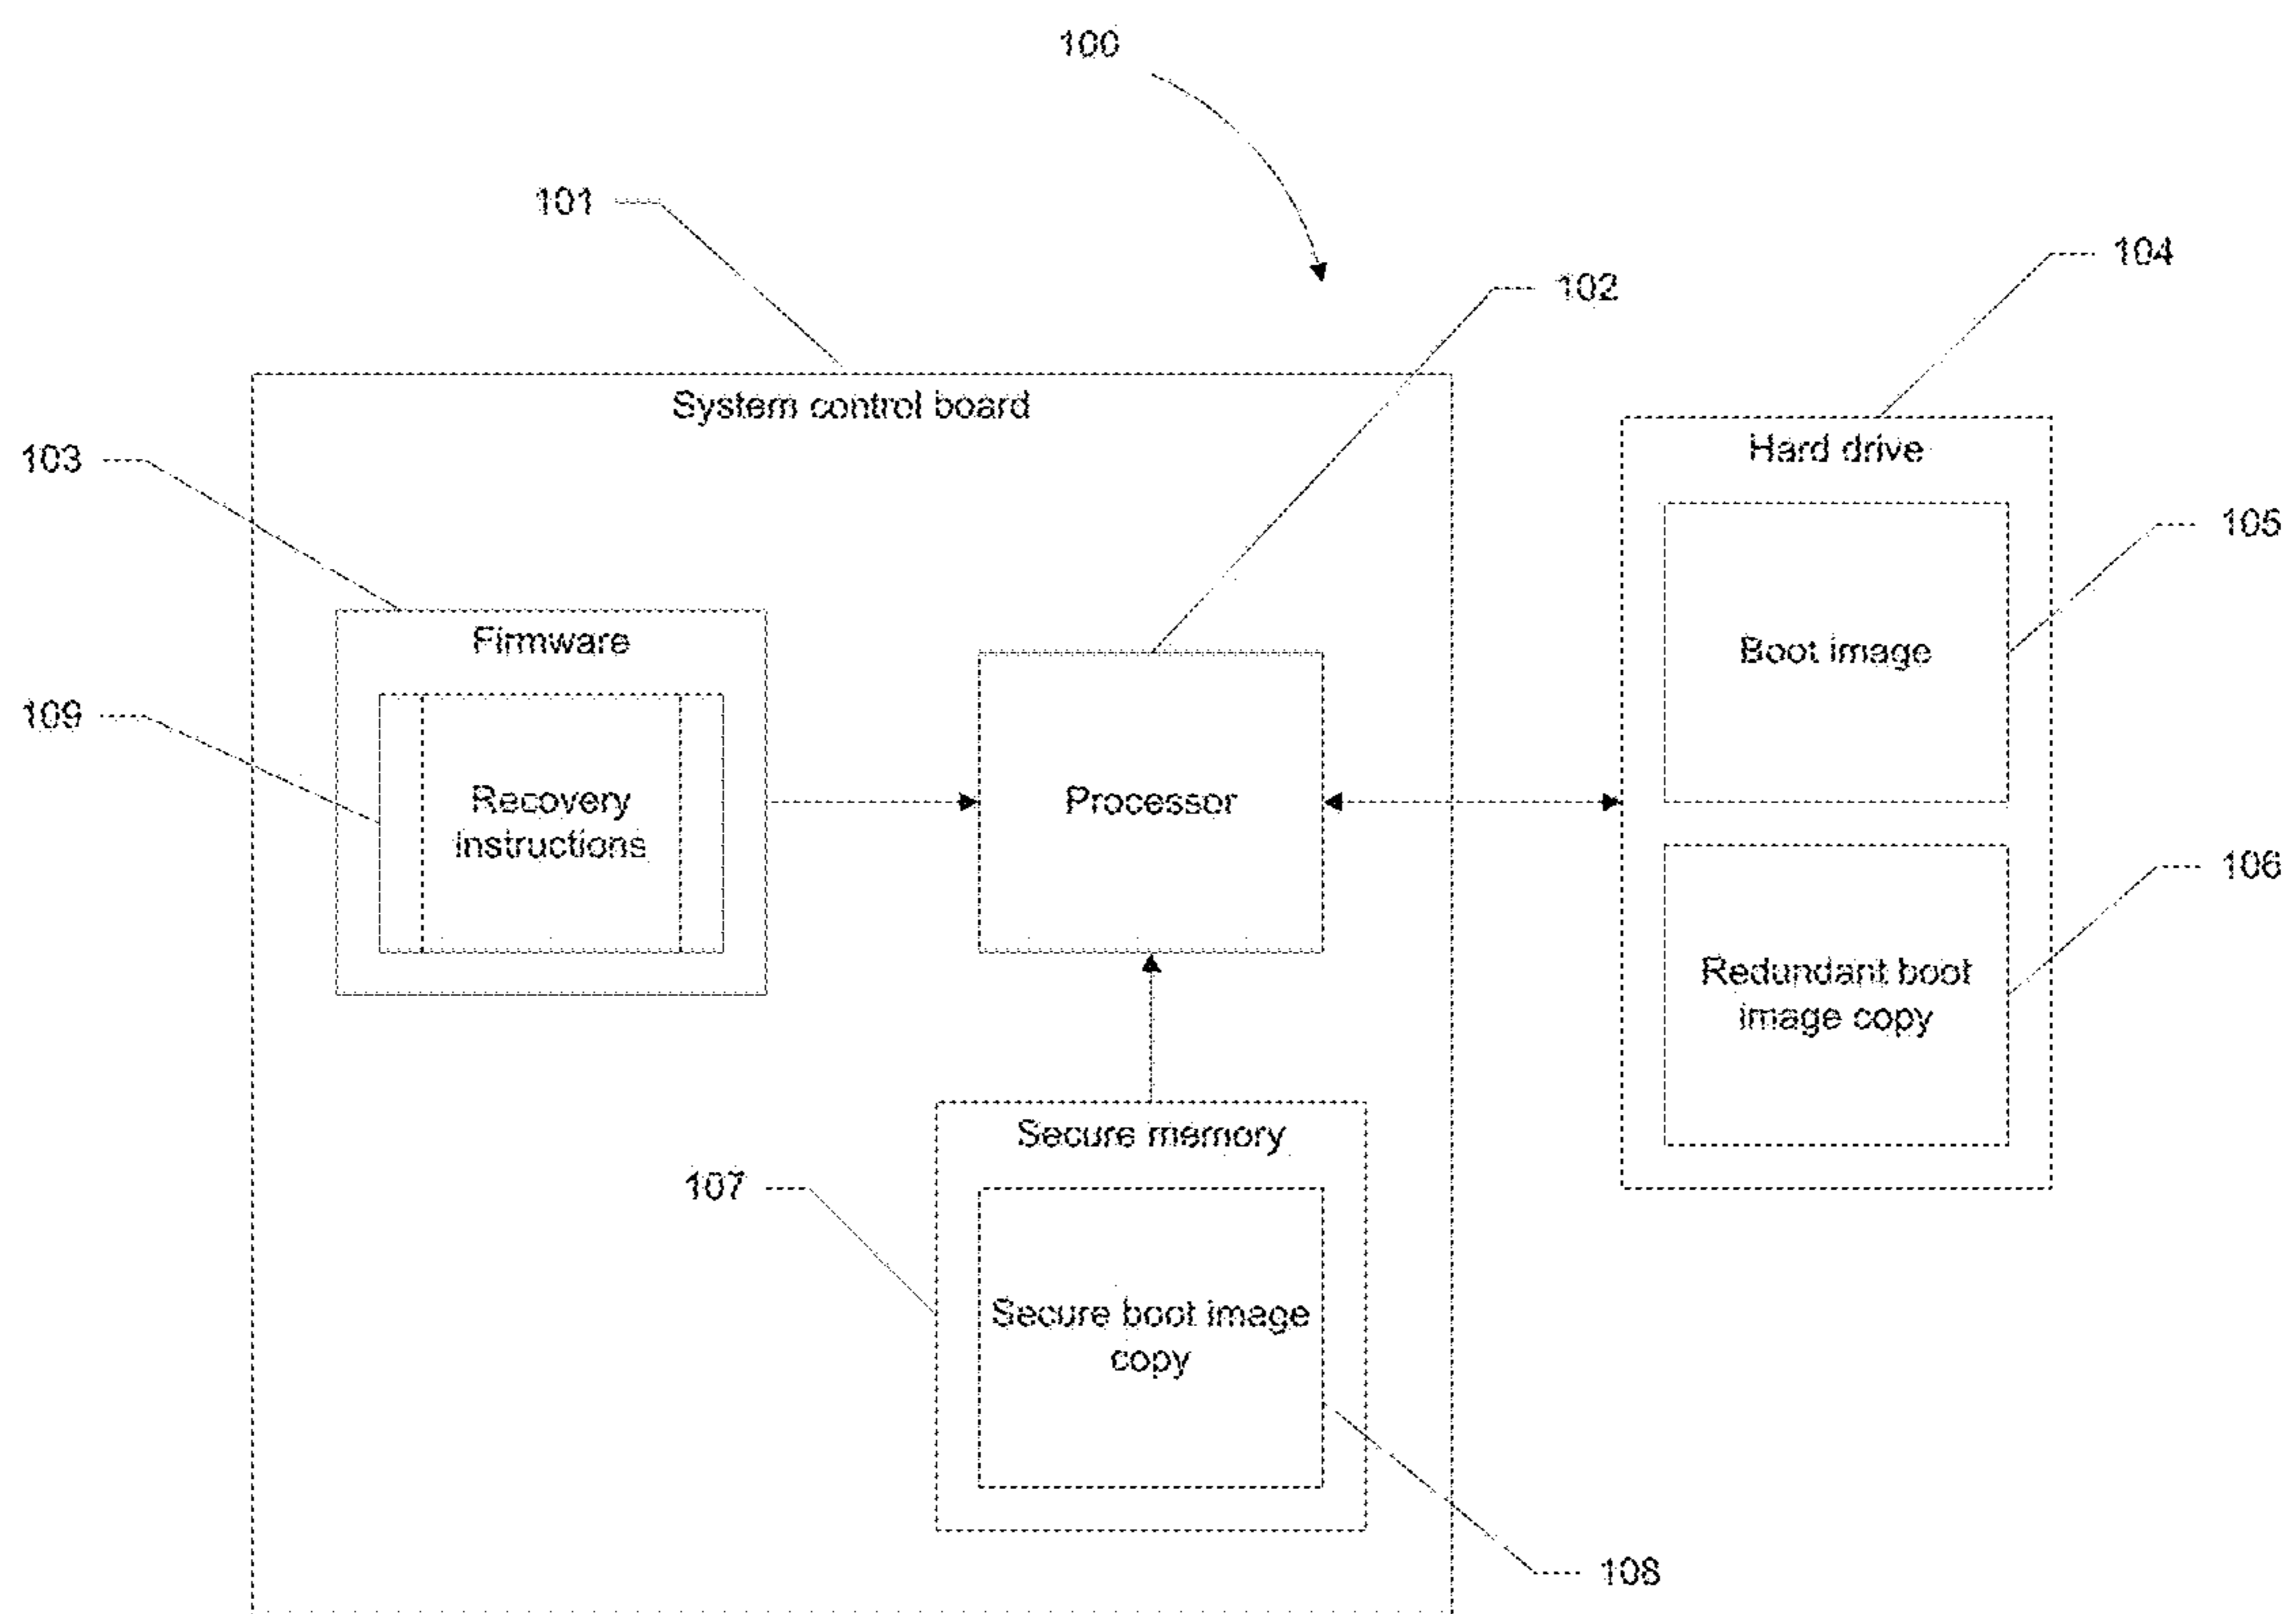 100
101
102
104
System control board
Hard drive
103
105
Firmware
Boot image
109
Recovery
instructions
Processor
106
Redundant boot
image copy
Secure memory
107
Secure boot image
copy
108